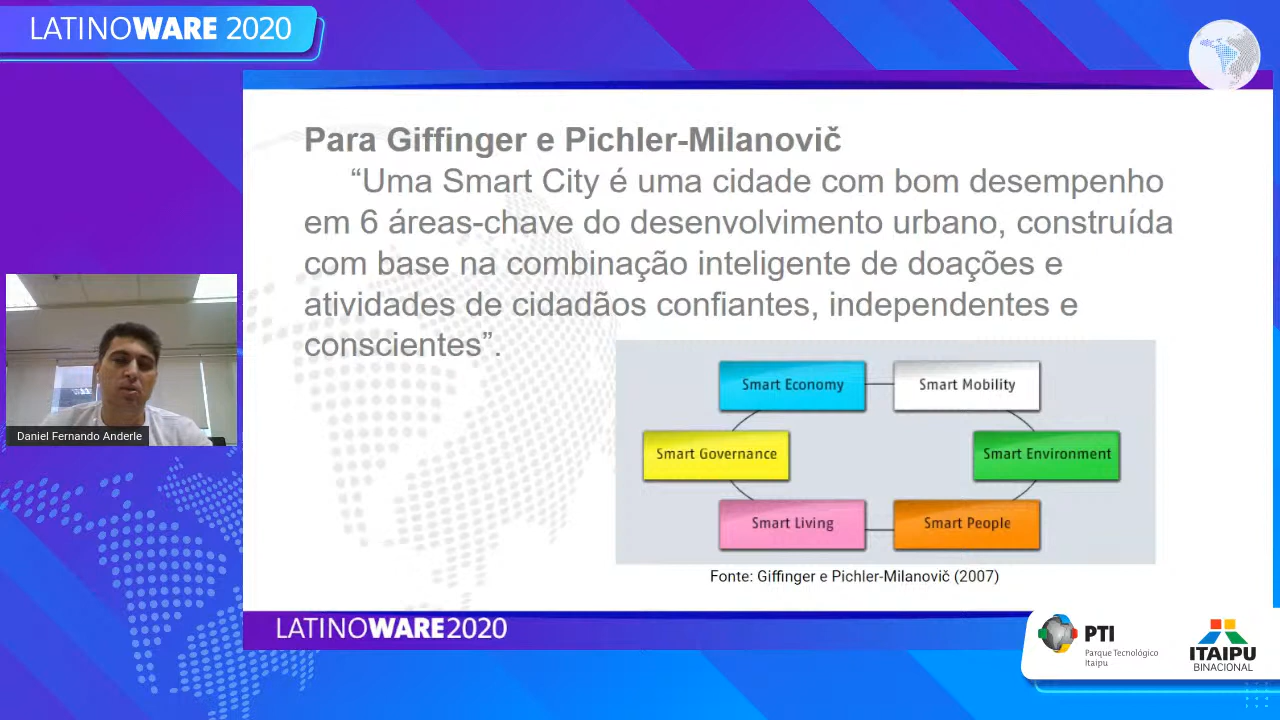 LATINOWARE 2020
Para Giffinger e Pichler-Milanovič
“Uma Smart City é uma cidade com bom desempenho
em 6 áreas-chave do desenvolvimento urbano, construída
com base na combinação inteligente de doações e
atividades de cidadãos confiantes, independentes e
conscientes”.
Smart Economy
Smart Mobility
Smart Governance
Smart Environment
Smart Living
Smart People
Fonte: Giffinger e Pichler-Milanovič (2007)
Daniel Fernando Anderle
LATINOWARE2020
PTI
Parque Tecnológico
Itaipu
ITAIPU
BINACIONAL